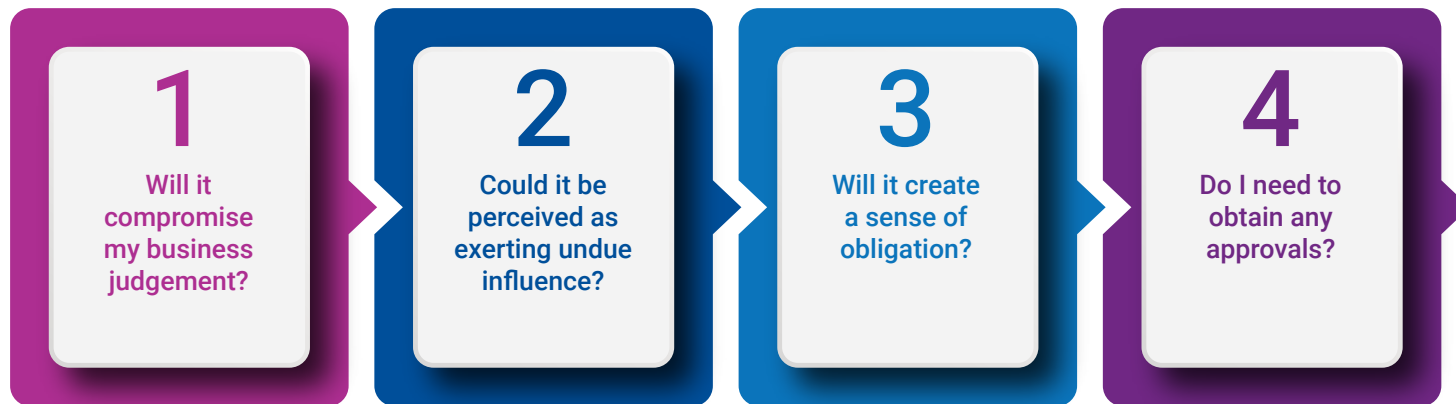 1
Will it
compromise
my business
judgement?
2
Could it be
perceived as
exerting undue
influence?
3
Will it create
a sense of
obligation?
4
Do I need to
obtain any
approvals?